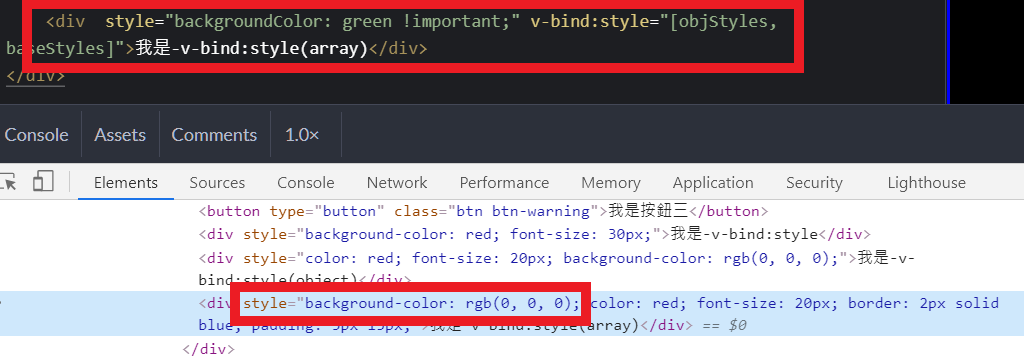 <div  style="backgroundColor: green !important;" v-bind:style="[objStyles,
baseStyles]">我是-v-bind:style(array)</div>
</div>
Console Assets Comments 1.0×
Elements Sources Console Network Performance Memory Application Security Lighthouse
<button type="button" class="btn btn-warning">我是按鈕三</button>
<div style="background-color: red; font-size: 30px;">我是-v-bind:style</div>
<div style="color: red; font-size: 20px; background-color: rgb(0, 0, 0);">我是-v-
bind:style(object)</div>
<div style="background-color: rgb(0, 0, 0); color: red; font-size: 20px; border: 2px solid
blue; padding: 5px 15px;">我是-v-bind:style(array)</div> == $0
</div>